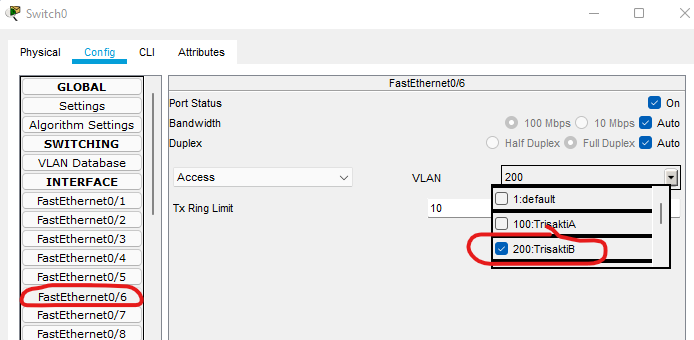 Switch0
Physical Config CLI Attributes
GLOBAL
Settings
Algorithm Settings
SWITCHING
VLAN Database
INTERFACE
FastEthernet0/1
FastEthernet0/2
FastEthernet0/3
FastEthernet0/4
FastEthernet0/5
FastEthernet0/6
FastEthernet0/7
FastEthernet0/8
FastEthernet0/6
Port Status On
Bandwidth 100 Mbps 10 Mbps Auto
Duplex Half Duplex Full Duplex Auto
Access VLAN 200
1:default
Tx Ring Limit 10
100:TrisaktiA
200:TrisaktiB